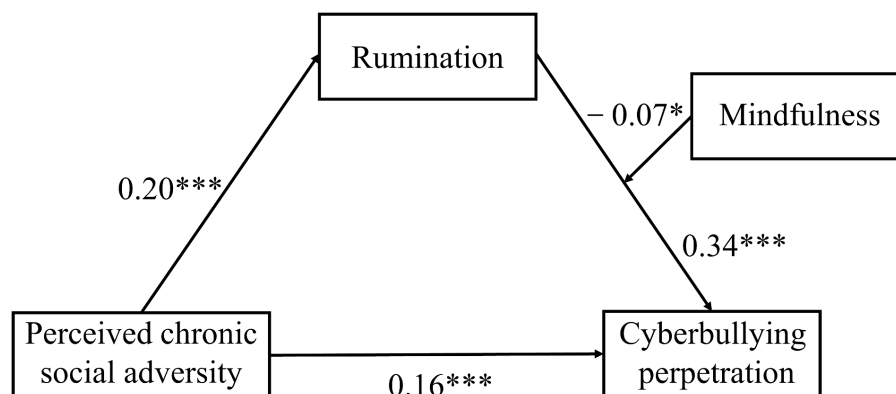 Rumination
− 0.07*
Mindfulness
0.20***
0.34***
Perceived chronic
social adversity
0.16***
Cyberbullying
perpetration